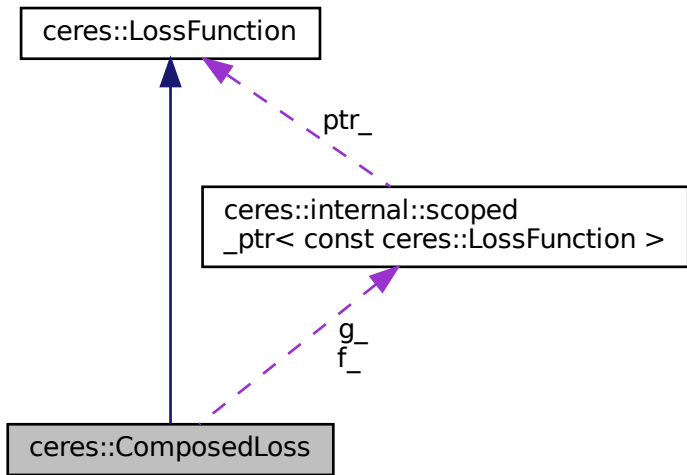 ceres::LossFunction
ptr_
ceres::internal::scoped
_ptr< const ceres::LossFunction >
g_
f_
ceres::ComposedLoss